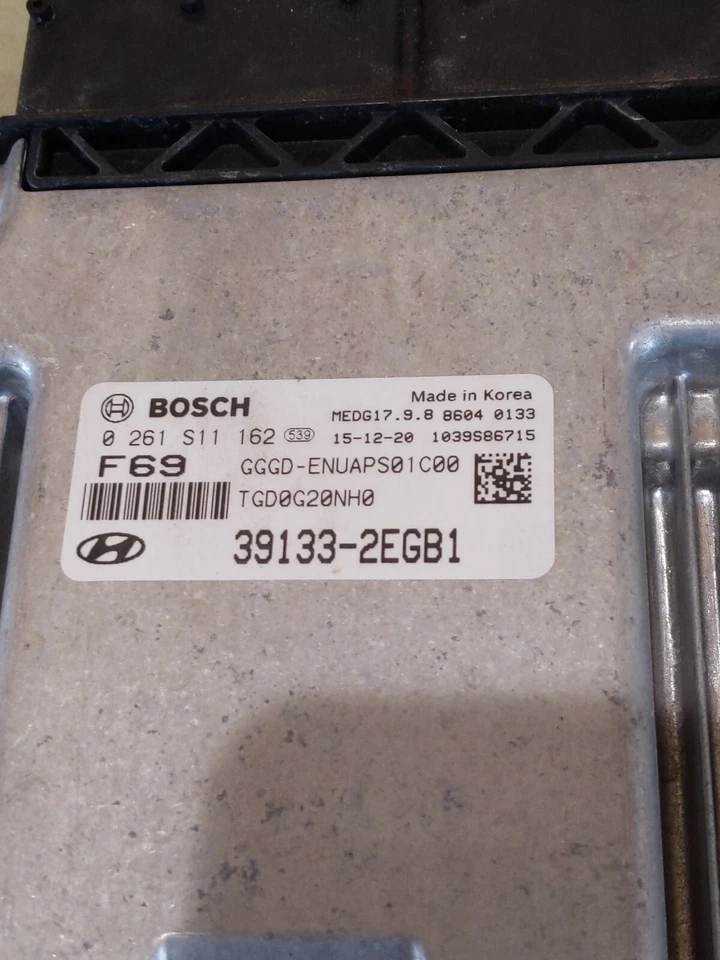 BOSCH
Made in Korea
MEDG17.9.8 8604 0133
0 261 S11 162 539 15-12-20 1039S86715
F69 GGGD-ENUAPS01C00
TGD0G20NH0
39133-2EGB1